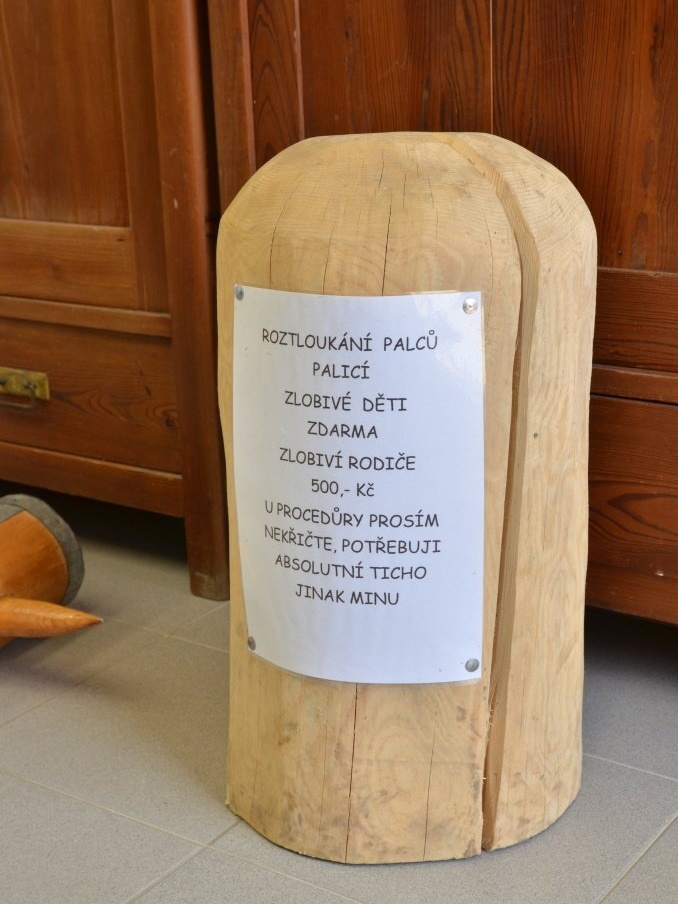 ROZTLOUKÁNÍ PALCŮ
PALICÍ
ZLOBIVÉ DĚTI
ZDARMA
ZLOBIVÍ RODIČE
500,- Kč
U PROCEDŮRY PROSÍM
NEKŘIČTE, POTŘEBUJI
ABSOLUTNÍ TICHO
JINAK MINU